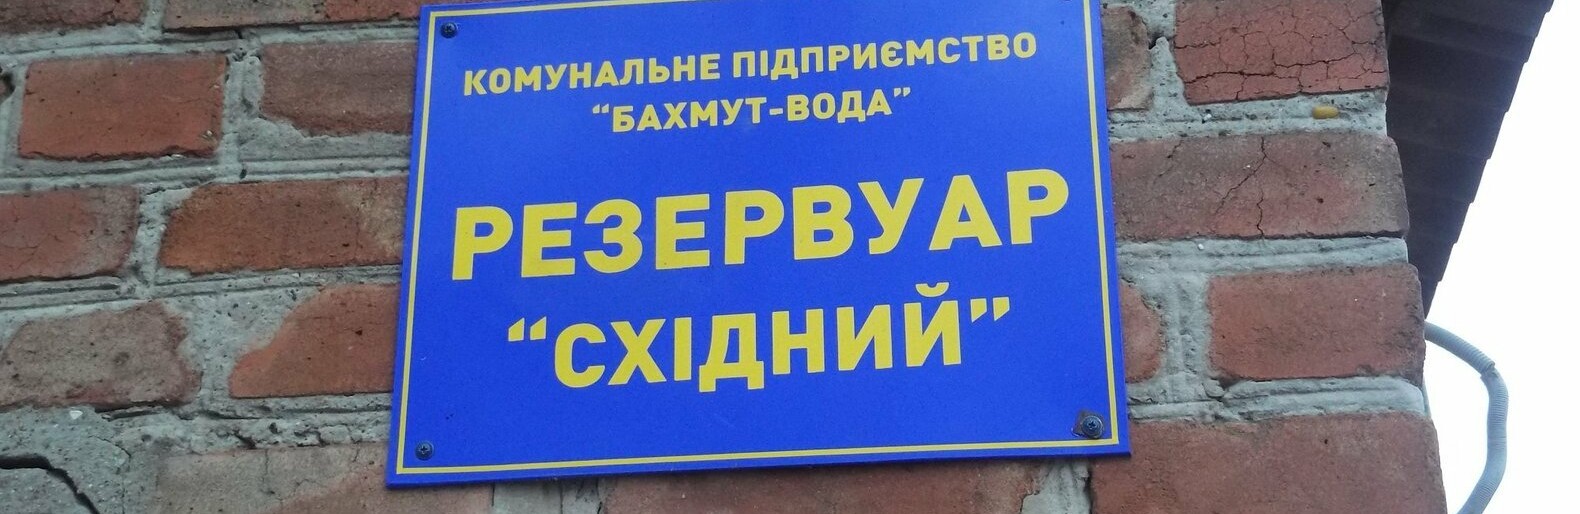 КОМУНАЛЬНЕ ПІДПРИЄМСТВО
“БАХМУТ-ВОДА”
РЕЗЕРВУАР
“СХІДНИЙ”